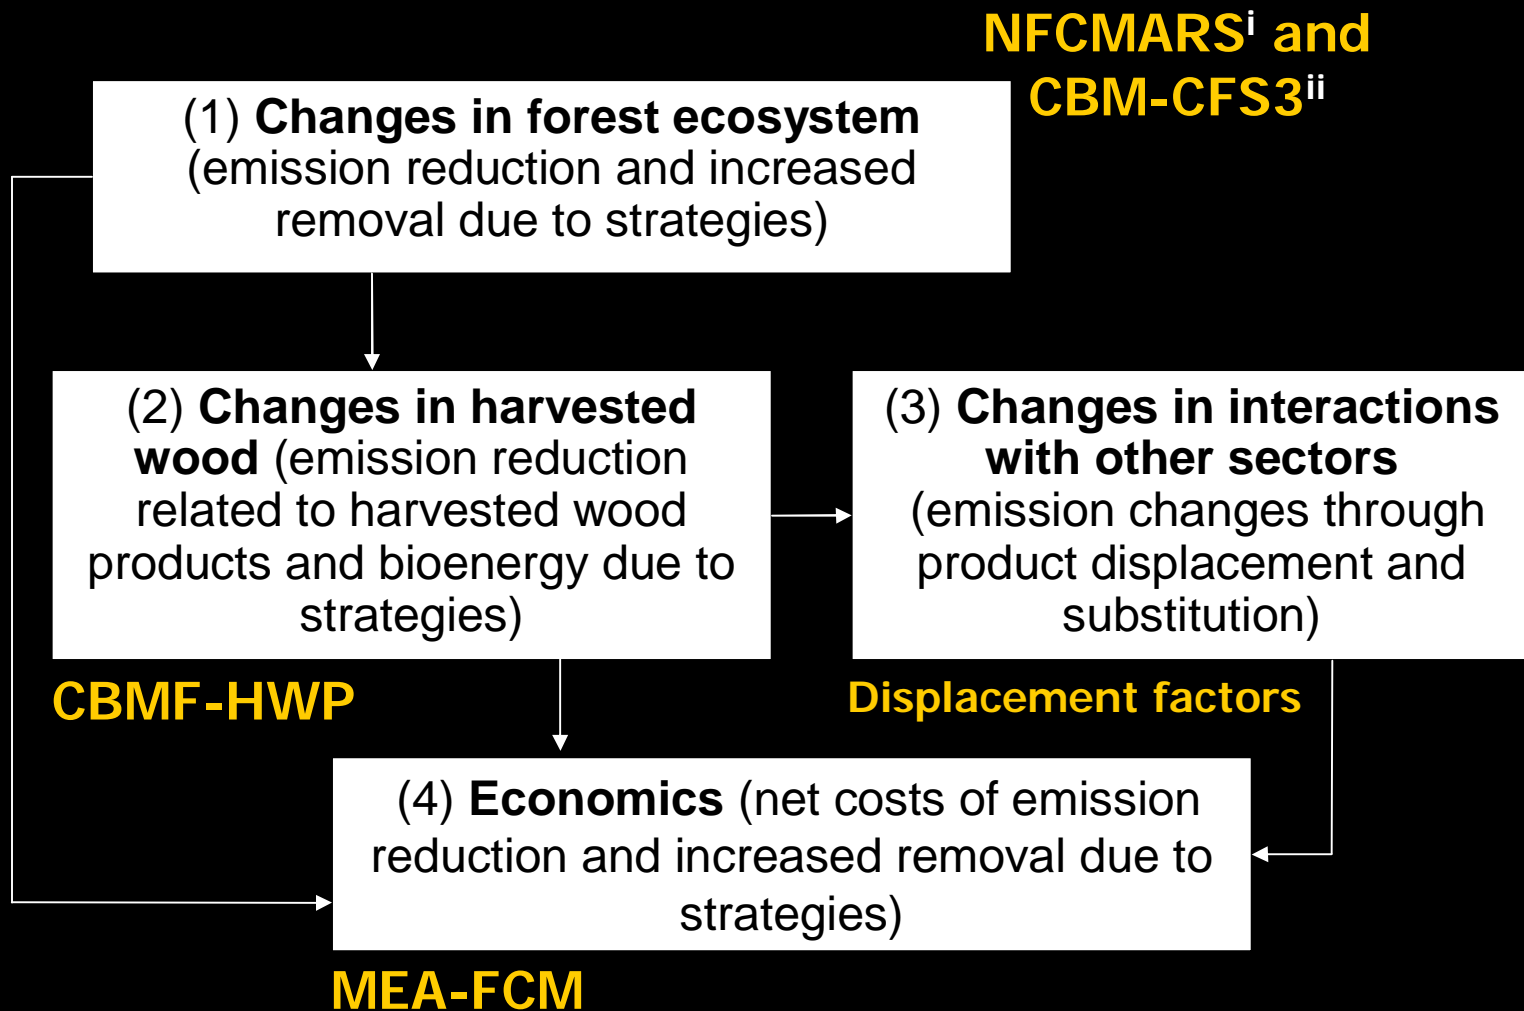 NFCMARSⁱ and
CBM-CFS3ⁱⁱ
(1) Changes in forest ecosystem
(emission reduction and increased
removal due to strategies)
(2) Changes in harvested
wood (emission reduction
related to harvested wood
products and bioenergy due to
strategies)
(3) Changes in interactions
with other sectors
(emission changes through
product displacement and
substitution)
CBMF-HWP
Displacement factors
(4) Economics (net costs of emission
reduction and increased removal due to
strategies)
MEA-FCM